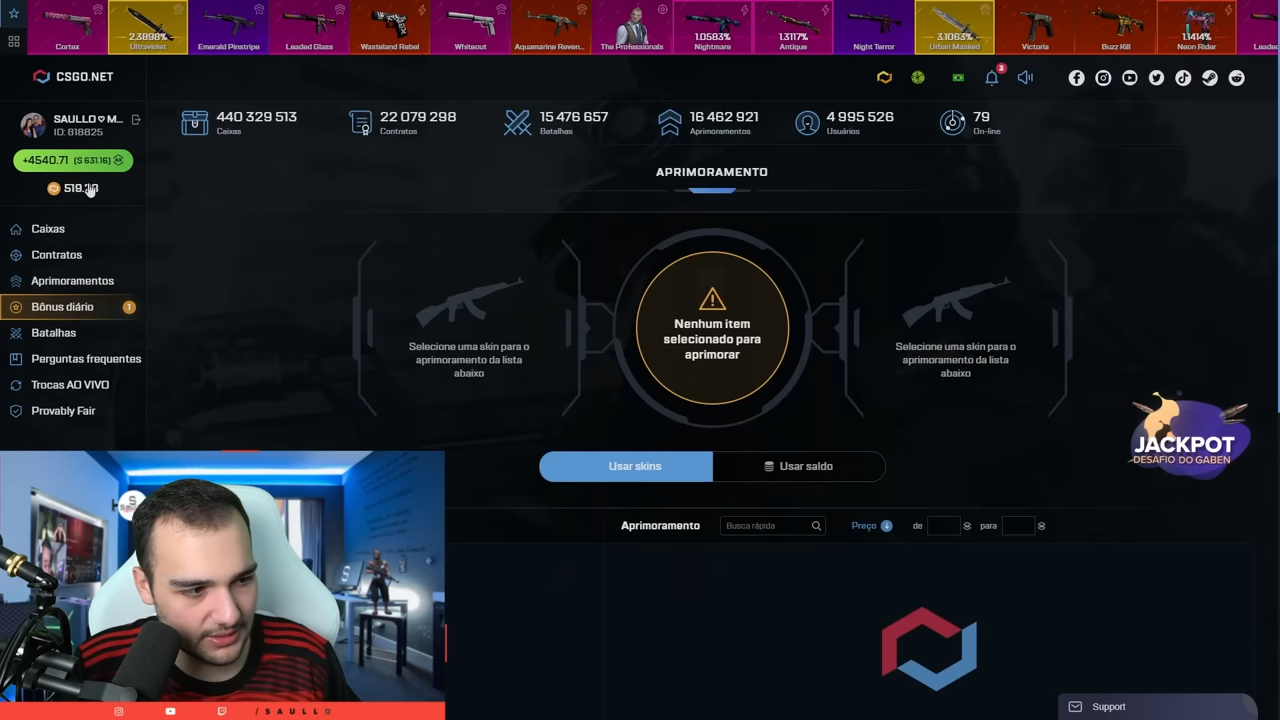 Cortex
2.3898%
Ultraviolet
Emerald Pinstripe
Leaded Glass
Wasteland Rebel
Whiteout
Aquamarine Reven...
The Professionals
1.0583%
Nightmare
1.3117%
Antique
Night Terror
3.1063%
Urban Masked
Victoria
Buzz Kill
1.1414%
Neon Rider
CSGO.NET
3
SAULLO ♥ M...
ID: 818825
440 329 513
Caixas
22 079 298
Contratos
15 476 657
Batalhas
16 462 921
Aprimoramentos
4 995 526
Usuários
79
On-line
+4540.71 ($ 631.16)
APRIMORAMENTO
Caixas
Contratos
Aprimoramentos
Bônus diário 1
Batalhas
Perguntas frequentes
Trocas AO VIVO
Provably Fair
Selecione uma skin para o
aprimoramento da lista
abaixo
Nenhum item
selecionado para
aprimorar
Selecione uma skin para o
aprimoramento da lista
abaixo
JACKPOT
DESAFIO DO GABEN
Usar skins
Usar saldo
Aprimoramento
Busca rápida
Preço
de
para
Support
/SAULLO